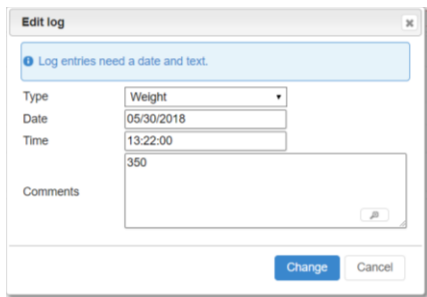 Edit log
Log entries need a date and text.
Type Weight
Date 05/30/2018
Time 13:22:00
Comments 350
Change Cancel